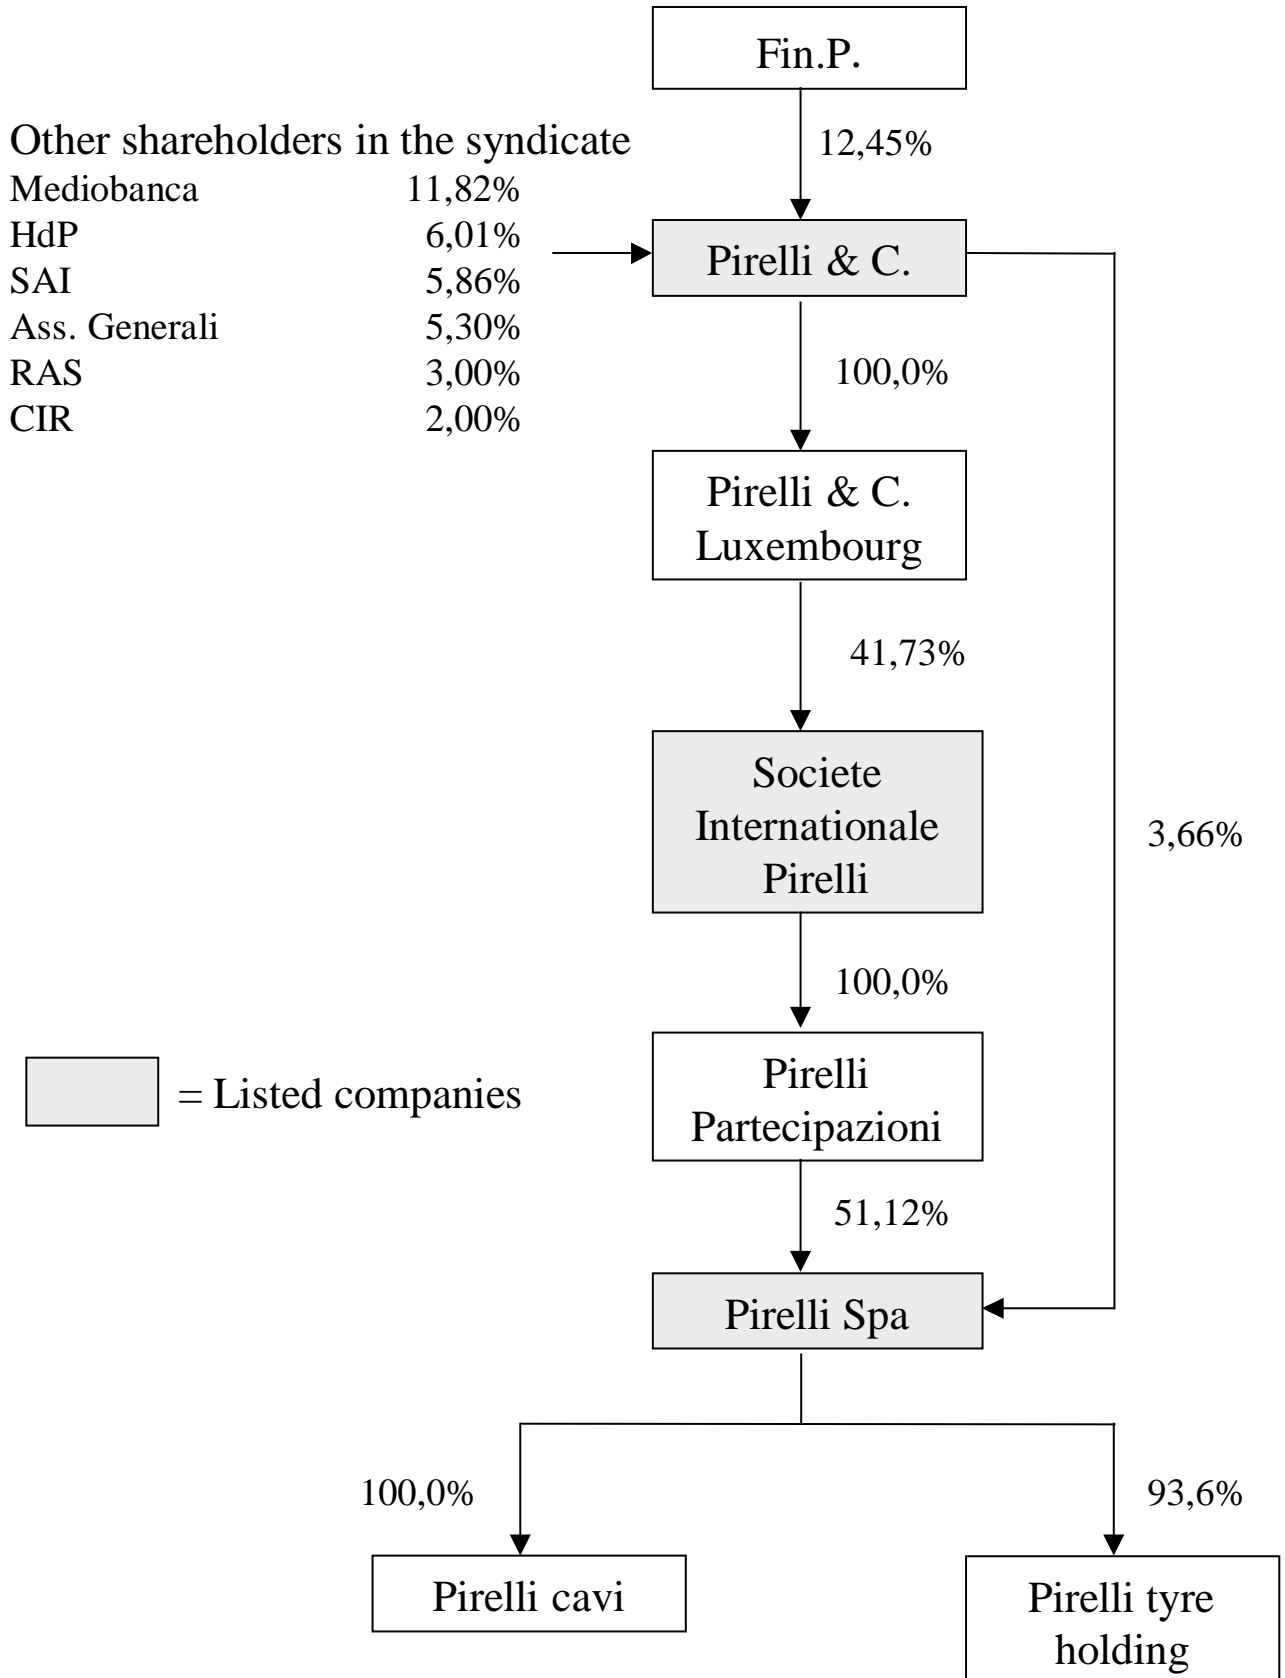 Fin.P.
12,45%
Other shareholders in the syndicate
Mediobanca 11,82%
HdP 6,01%
SAI 5,86%
Ass. Generali 5,30%
RAS 3,00%
CIR 2,00%
Pirelli & C.
100,0%
Pirelli & C.
Luxembourg
41,73%
Societe
Internationale
Pirelli
3,66%
100,0%
Pirelli
Partecipazioni
= Listed companies
51,12%
Pirelli Spa
100,0%
93,6%
Pirelli cavi
Pirelli tyre
holding